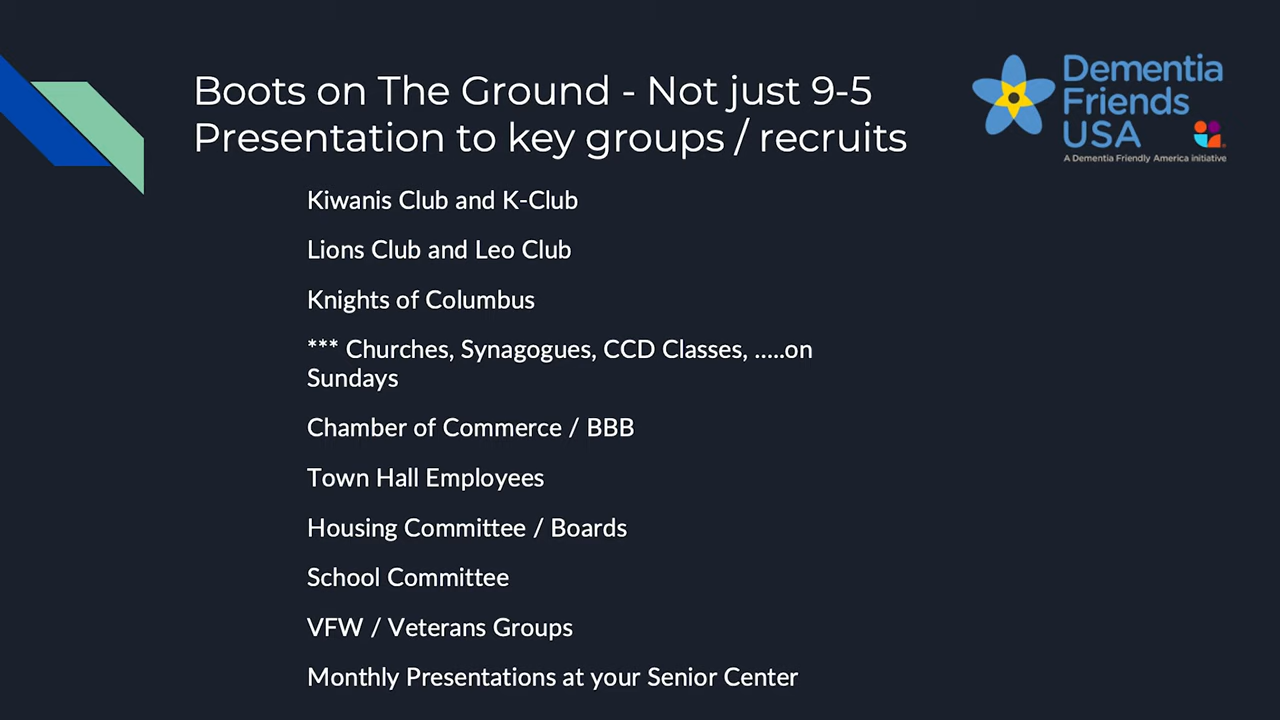 Boots on The Ground - Not just 9-5
Presentation to key groups / recruits
Dementia
Friends
USA
A Dementia Friendly America initiative
Kiwanis Club and K-Club
Lions Club and Leo Club
Knights of Columbus
*** Churches, Synagogues, CCD Classes, .....on
Sundays
Chamber of Commerce / BBB
Town Hall Employees
Housing Committee / Boards
School Committee
VFW / Veterans Groups
Monthly Presentations at your Senior Center